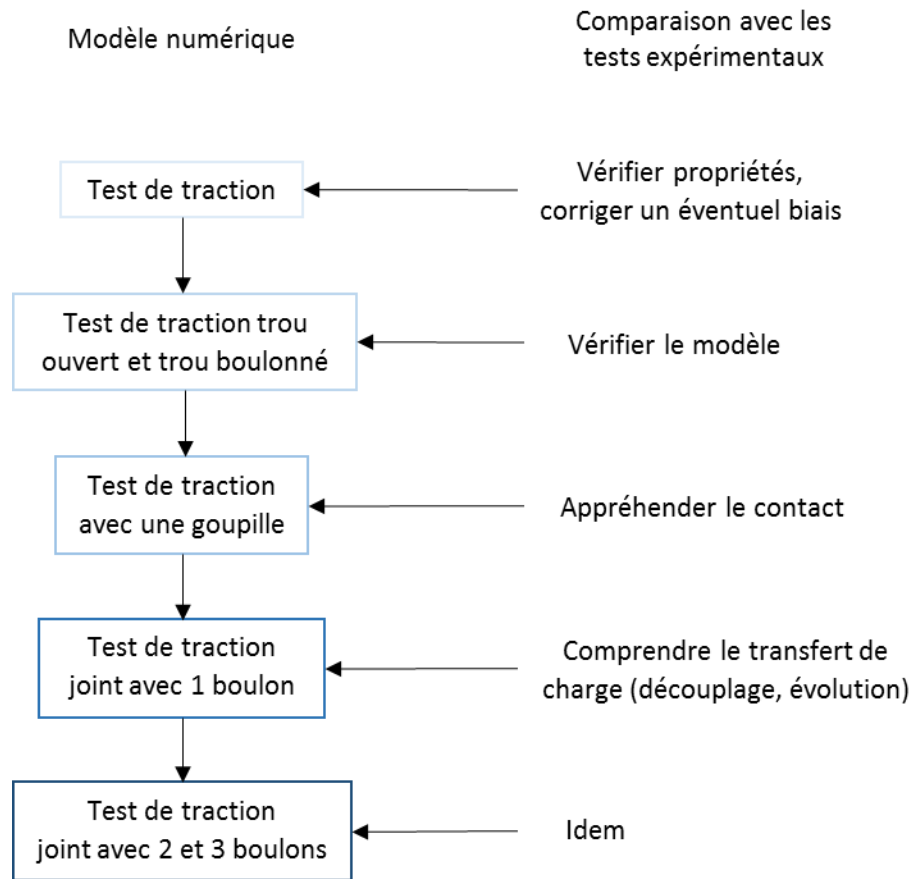 Modèle numérique
Comparaison avec les
tests expérimentaux
Test de traction
Vérifier propriétés,
corriger un éventuel biais
Test de traction trou
ouvert et trou boulonné
Vérifier le modèle
Test de traction
avec une goupille
Appréhender le contact
Test de traction
joint avec 1 boulon
Comprendre le transfert de
charge (découplage, évolution)
Test de traction
joint avec 2 et 3 boulons
Idem